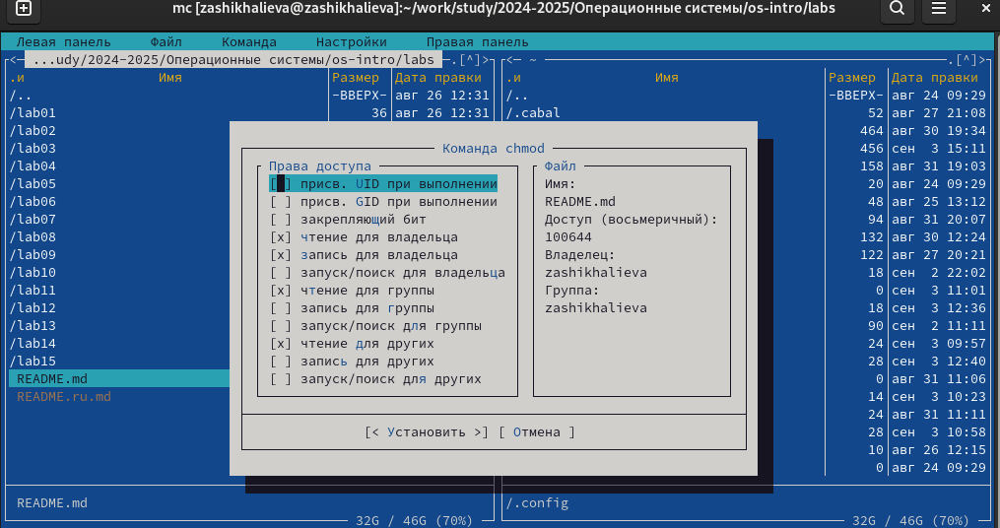 mc [zashikhalieva@zashikhalieva]:~/work/study/2024-2025/Операционные системы/os-intro/labs
Левая панель Файл Команда Настройки Правая панель
<─ ...udy/2024-2025/Операционные системы/os-intro/labs ─.[^]>
.и Имя Размер Дата правки
/.. -ВВЕРХ- авг 26 12:31
/lab01 36 авг 26 12:31
/lab02
/lab03
/lab04
/lab05
/lab06
/lab07
/lab08
/lab09
/lab10
/lab11
/lab12
/lab13
/lab14
/lab15
README.md
README.ru.md
README.md
32G / 46G (70%)
Команда chmod
Права доступа
[ ] присв. UID при выполнении
[ ] присв. GID при выполнении
[ ] закрепляющий бит
[x] чтение для владельца
[x] запись для владельца
[ ] запуск/поиск для владельца
[x] чтение для группы
[ ] запись для группы
[ ] запуск/поиск для группы
[x] чтение для других
[ ] запись для других
[ ] запуск/поиск для других
Файл
Имя:
README.md
Доступ (восьмеричный):
100644
Владелец:
zashikhalieva
Группа:
zashikhalieva
[< Установить >] [ Отмена ]
<─ ~ ─.[^]>
.и Имя Размер Дата правки
/.. -ВВЕРХ- авг 24 09:29
/.cabal 52 авг 27 21:08
464 авг 30 19:34
456 сен 3 15:11
158 авг 31 19:03
20 авг 24 09:29
48 авг 25 13:12
94 авг 31 20:07
132 авг 30 12:24
122 авг 27 20:21
18 сен 2 22:02
0 сен 3 11:01
18 сен 3 12:36
90 сен 2 11:11
24 сен 3 09:57
28 сен 3 12:40
0 авг 31 11:06
14 сен 3 10:23
24 авг 31 11:11
28 сен 3 10:58
10 авг 26 12:15
0 авг 24 09:29
/.config
32G / 46G (70%)